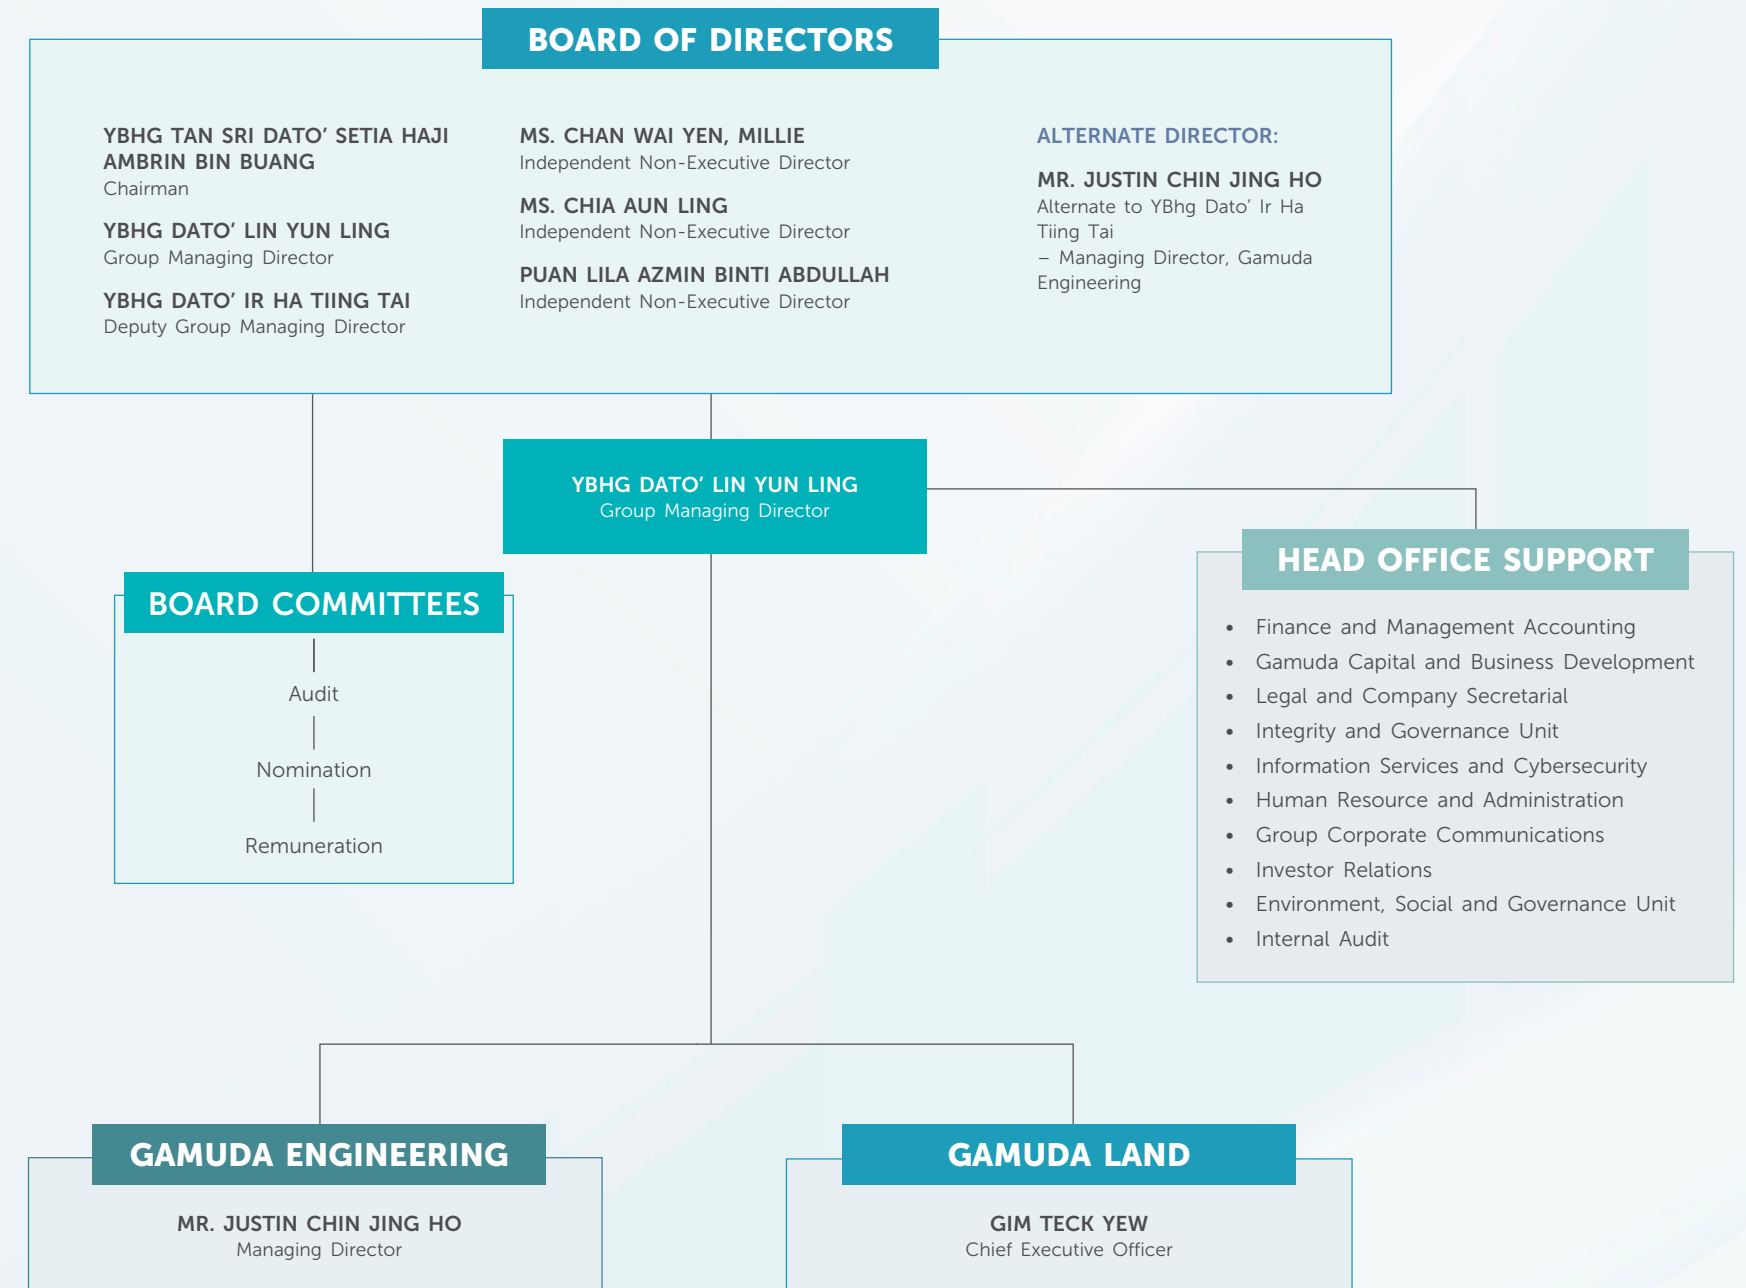 BOARD OF DIRECTORS
YBHG TAN SRI DATO’ SETIA HAJI
AMBRIN BIN BUANG
Chairman
YBHG DATO’ LIN YUN LING
Group Managing Director
YBHG DATO’ IR HA TIING TAI
Deputy Group Managing Director
MS. CHAN WAI YEN, MILLIE
Independent Non-Executive Director
MS. CHIA AUN LING
Independent Non-Executive Director
PUAN LILA AZMIN BINTI ABDULLAH
Independent Non-Executive Director
ALTERNATE DIRECTOR:
MR. JUSTIN CHIN JING HO
Alternate to YBhg Dato’ Ir Ha
Tiing Tai
– Managing Director, Gamuda
Engineering
YBHG DATO’ LIN YUN LING
Group Managing Director
BOARD COMMITTEES
Audit
Nomination
Remuneration
HEAD OFFICE SUPPORT
• Finance and Management Accounting
• Gamuda Capital and Business Development
• Legal and Company Secretarial
• Integrity and Governance Unit
• Information Services and Cybersecurity
• Human Resource and Administration
• Group Corporate Communications
• Investor Relations
• Environment, Social and Governance Unit
• Internal Audit
GAMUDA ENGINEERING
MR. JUSTIN CHIN JING HO
Managing Director
GAMUDA LAND
GIM TECK YEW
Chief Executive Officer